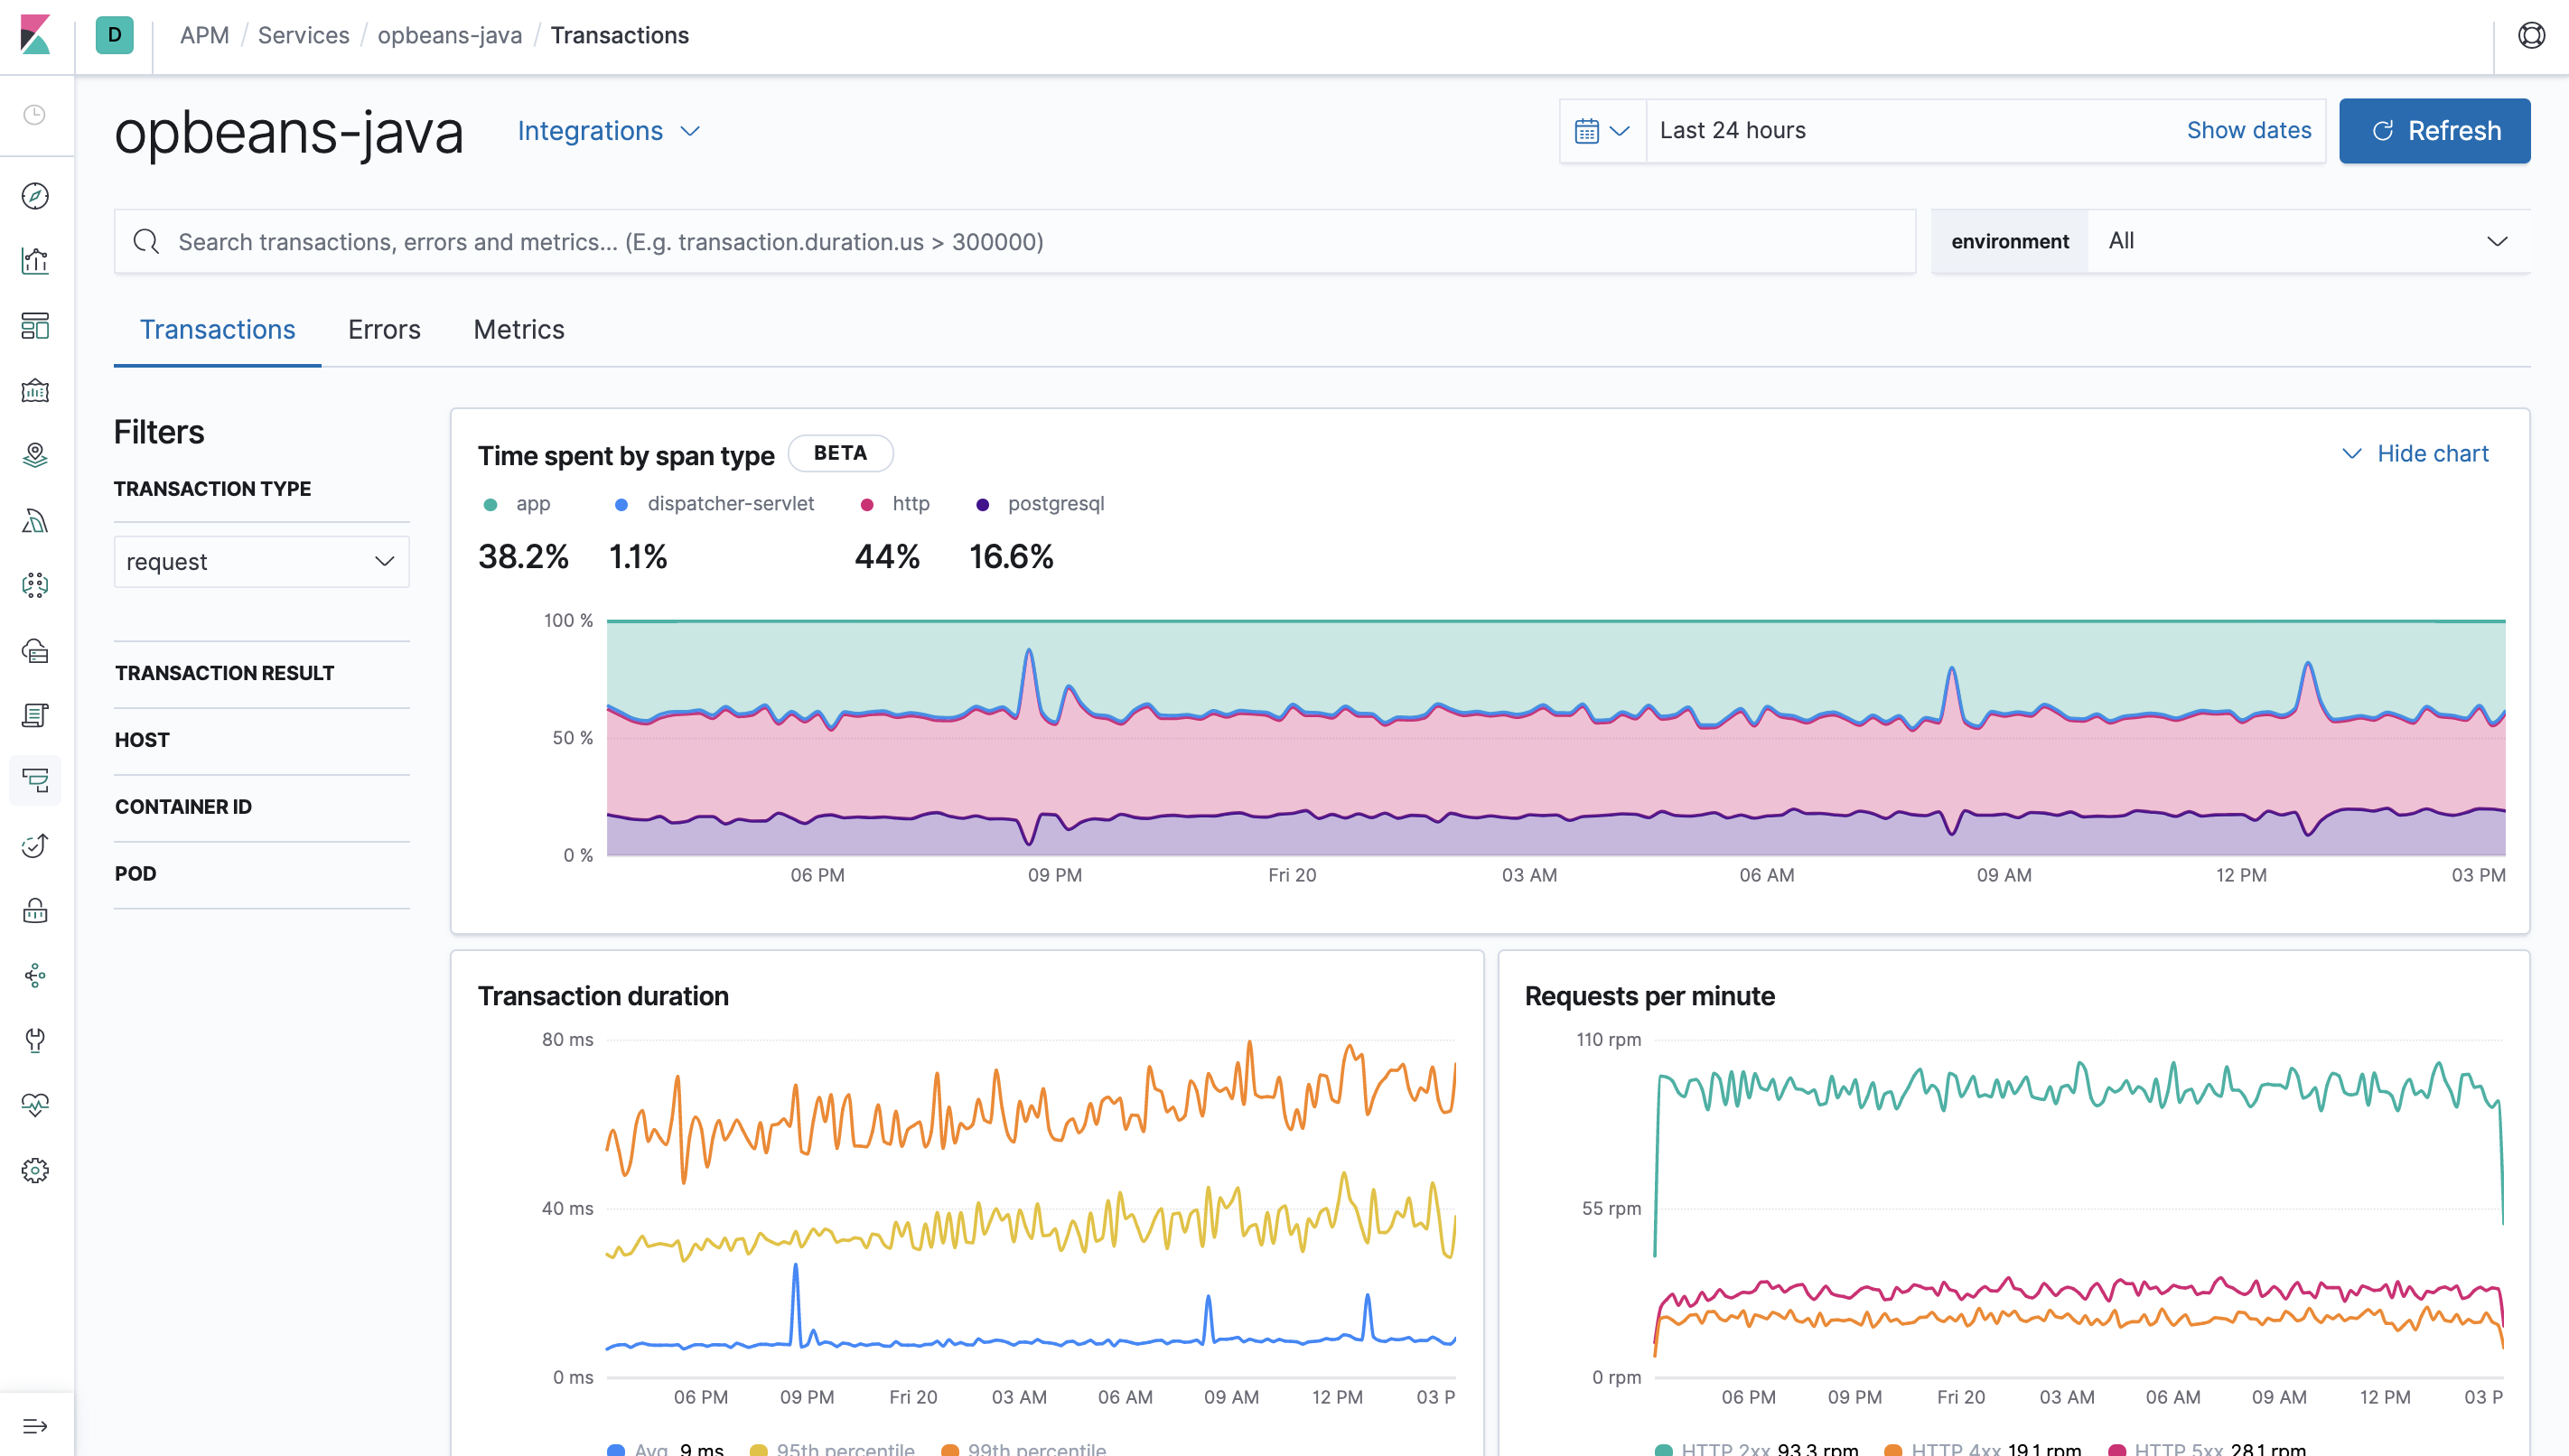 D APM / Services / opbeans-java / Transactions
opbeans-java Integrations Last 24 hours Show dates Refresh
Search transactions, errors and metrics... (E.g. transaction.duration.us > 300000) environment All
Transactions Errors Metrics
Filters
TRANSACTION TYPE
request
TRANSACTION RESULT
HOST
CONTAINER ID
POD
Time spent by span type BETA Hide chart
app dispatcher-servlet http postgresql
38.2% 1.1% 44% 16.6%
100 %
50 %
0 %
06 PM 09 PM Fri 20 03 AM 06 AM 09 AM 12 PM 03 PM
Transaction duration
80 ms
40 ms
0 ms
06 PM 09 PM Fri 20 03 AM 06 AM 09 AM 12 PM 03 P
Avg. 9 ms 95th percentile 99th percentile
Requests per minute
110 rpm
55 rpm
0 rpm
06 PM 09 PM Fri 20 03 AM 06 AM 09 AM 12 PM 03 P
HTTP 2xx 93.3 rpm HTTP 4xx 19.1 rpm HTTP 5xx 28.1 rpm